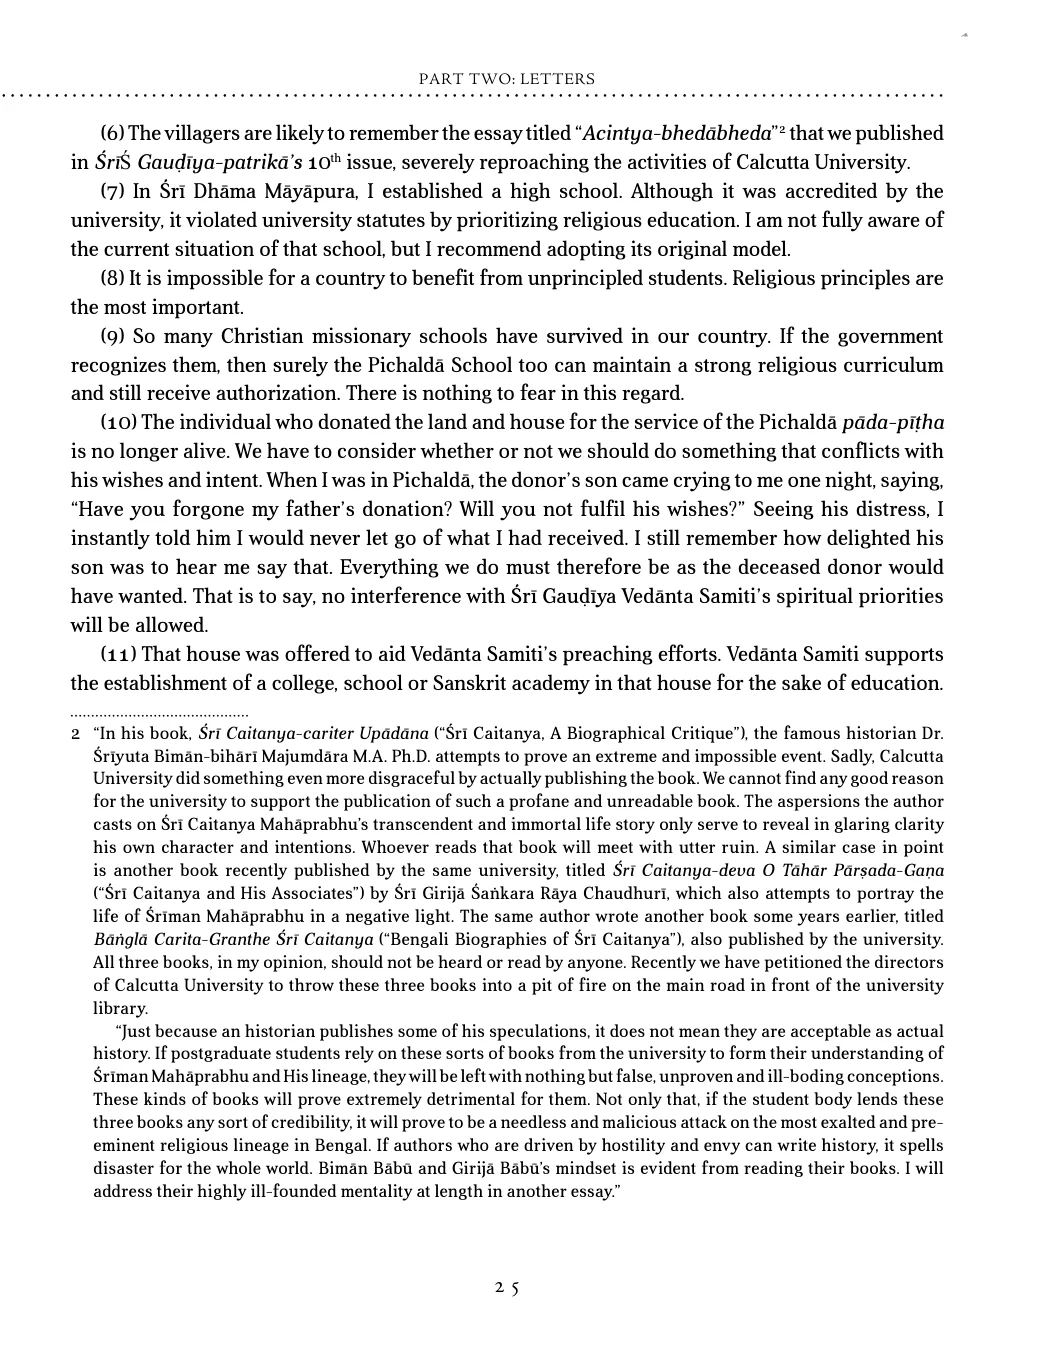 PART TWO: LETTERS
(6) The villagers are likely to remember the essay titled “Acintya-bhedābheda”² that we published
in ŚrīŚ Gauḍīya-patrikā’s 10th issue, severely reproaching the activities of Calcutta University.
(7) In Śrī Dhāma Māyāpura, I established a high school. Although it was accredited by the
university, it violated university statutes by prioritizing religious education. I am not fully aware of
the current situation of that school, but I recommend adopting its original model.
(8) It is impossible for a country to benefit from unprincipled students. Religious principles are
the most important.
(9) So many Christian missionary schools have survived in our country. If the government
recognizes them, then surely the Pichaldā School too can maintain a strong religious curriculum
and still receive authorization. There is nothing to fear in this regard.
(10) The individual who donated the land and house for the service of the Pichaldā pāda-pīṭha
is no longer alive. We have to consider whether or not we should do something that conflicts with
his wishes and intent. When I was in Pichaldā, the donor’s son came crying to me one night, saying,
“Have you forgone my father’s donation? Will you not fulfil his wishes?” Seeing his distress, I
instantly told him I would never let go of what I had received. I still remember how delighted his
son was to hear me say that. Everything we do must therefore be as the deceased donor would
have wanted. That is to say, no interference with Śrī Gauḍīya Vedānta Samiti’s spiritual priorities
will be allowed.
(11) That house was offered to aid Vedānta Samiti’s preaching efforts. Vedānta Samiti supports
the establishment of a college, school or Sanskrit academy in that house for the sake of education.
2 “In his book, Śrī Caitanya-cariter Upādāna (“Śrī Caitanya, A Biographical Critique”), the famous historian Dr.
Śrīyuta Bimān-bihārī Majumdāra M.A. Ph.D. attempts to prove an extreme and impossible event. Sadly, Calcutta
University did something even more disgraceful by actually publishing the book. We cannot find any good reason
for the university to support the publication of such a profane and unreadable book. The aspersions the author
casts on Śrī Caitanya Mahāprabhu’s transcendent and immortal life story only serve to reveal in glaring clarity
his own character and intentions. Whoever reads that book will meet with utter ruin. A similar case in point
is another book recently published by the same university, titled Śrī Caitanya-deva O Tāhār Pārṣada-Gaṇa
(“Śrī Caitanya and His Associates”) by Śrī Girijā Śaṅkara Rāya Chaudhurī, which also attempts to portray the
life of Śrīman Mahāprabhu in a negative light. The same author wrote another book some years earlier, titled
Bāṅglā Carita-Granthe Śrī Caitanya (“Bengali Biographies of Śrī Caitanya”), also published by the university.
All three books, in my opinion, should not be heard or read by anyone. Recently we have petitioned the directors
of Calcutta University to throw these three books into a pit of fire on the main road in front of the university
library.
“Just because an historian publishes some of his speculations, it does not mean they are acceptable as actual
history. If postgraduate students rely on these sorts of books from the university to form their understanding of
Śrīman Mahāprabhu and His lineage, they will be left with nothing but false, unproven and ill-boding conceptions.
These kinds of books will prove extremely detrimental for them. Not only that, if the student body lends these
three books any sort of credibility, it will prove to be a needless and malicious attack on the most exalted and pre-
eminent religious lineage in Bengal. If authors who are driven by hostility and envy can write history, it spells
disaster for the whole world. Bimān Bābū and Girijā Bābū’s mindset is evident from reading their books. I will
address their highly ill-founded mentality at length in another essay.”
25